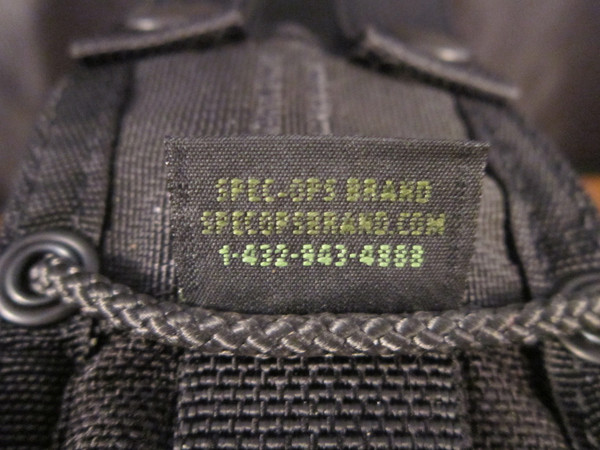 SPEC-OPS BRAND
SPECOPSBRAND.COM
1-432-943-4888